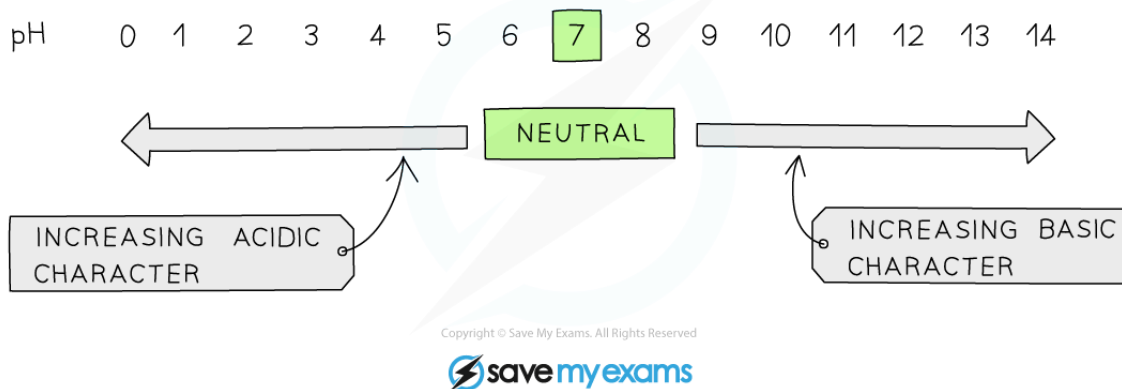 pH 0 1 2 3 4 5 6 7 8 9 10 11 12 13 14
NEUTRAL
INCREASING ACIDIC
CHARACTER
INCREASING BASIC
CHARACTER
Copyright © Save My Exams. All Rights Reserved
save my exams